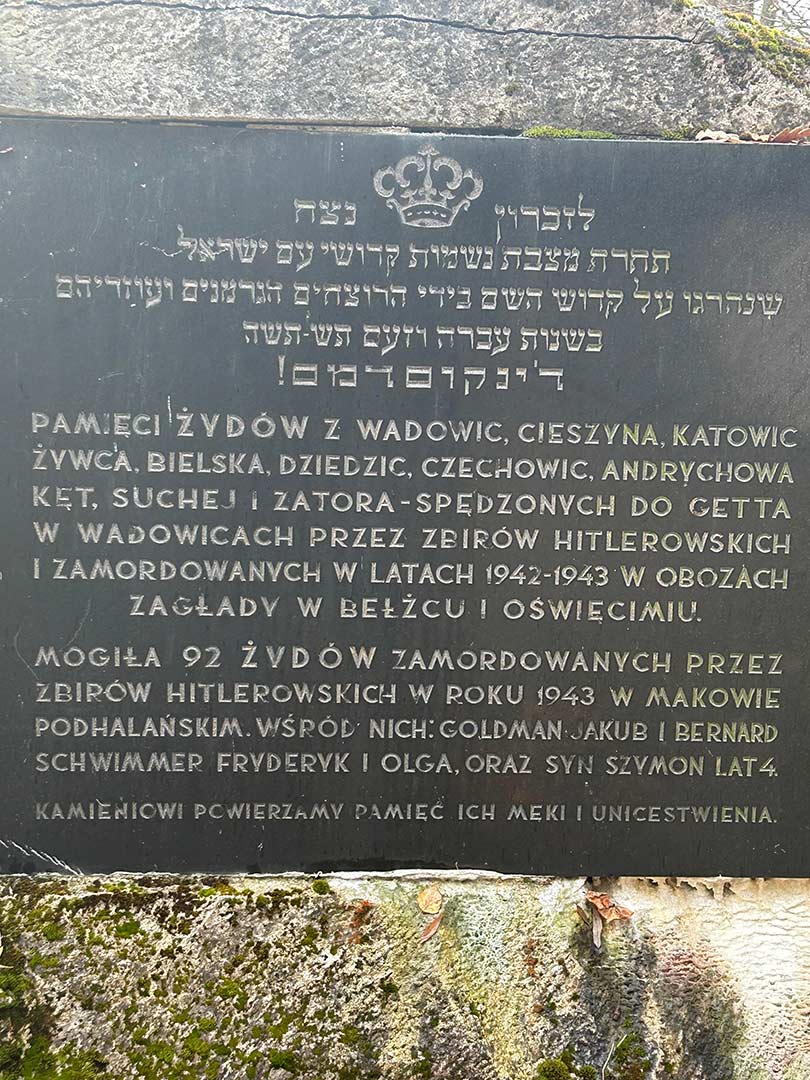 לזכרון נצח
תחרת מצבת נשמות קדושי עם ישראל
שנהרגו על קדוש השם בידי הרוצחים הגרמנים ועוזריהם
בשנות עברה וזעם תש-תשה
ד'ינקום דמם!
PAMIĘCI ŻYDÓW Z WADOWIC, CIESZYNA, KATOWIC
ŻYWCA, BIELSKA, DZIEDZIC, CZECHOWIC, ANDRYCHOWA
KĘT, SUCHEJ I ZATORA-SPĘDZONYCH DO GETTA
W WADOWICACH PRZEZ ZBIRÓW HITLEROWSKICH
I ZAMORDOWANYCH W LATACH 1942-1943 W OBOZACH
ZAGŁADY W BEŁŻCU I OŚWIĘCIMIU.
MOGIŁA 92 ŻYDÓW ZAMORDOWANYCH PRZEZ
ZBIRÓW HITLEROWSKICH W ROKU 1943 W MAKOWIE
PODHALAŃSKIM. WŚRÓD NICH: GOLDMAN JAKUB I BERNARD
SCHWIMMER FRYDERYK I OLGA, ORAZ SYN SZYMON LAT 4.
KAMIENIOWI POWIERZAMY PAMIĘĆ ICH MĘKI I UNICESTWIENIA.